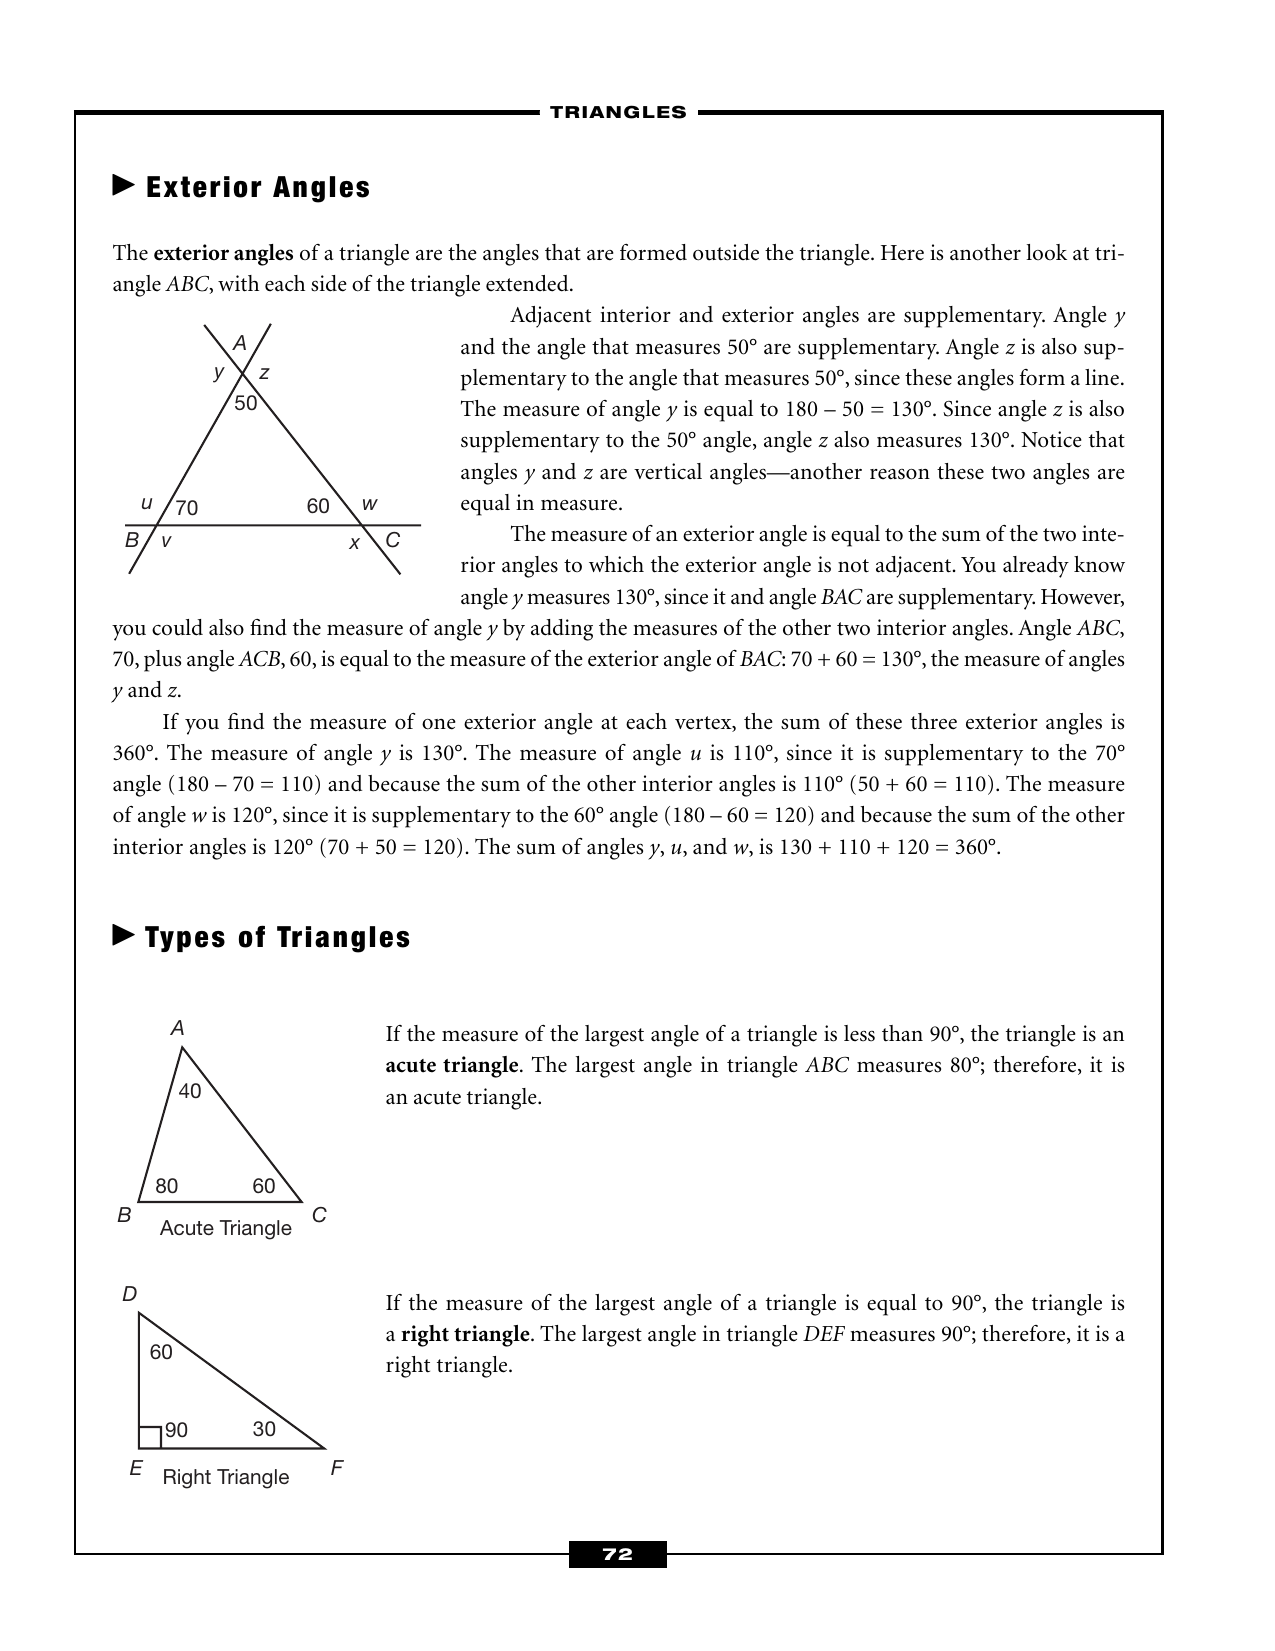 TRIANGLES
Exterior Angles
The exterior angles of a triangle are the angles that are formed outside the triangle. Here is another look at tri-
angle ABC, with each side of the triangle extended.
Adjacent interior and exterior angles are supplementary. Angle y
and the angle that measures 50° are supplementary. Angle z is also sup-
plementary to the angle that measures 50°, since these angles form a line.
The measure of angle y is equal to 180 – 50 = 130°. Since angle z is also
supplementary to the 50° angle, angle z also measures 130°. Notice that
angles y and z are vertical angles—another reason these two angles are
equal in measure.
The measure of an exterior angle is equal to the sum of the two inte-
rior angles to which the exterior angle is not adjacent. You already know
angle y measures 130°, since it and angle BAC are supplementary. However,
A
y z
50
u 70 60 w
B v x C
you could also find the measure of angle y by adding the measures of the other two interior angles. Angle ABC,
70, plus angle ACB, 60, is equal to the measure of the exterior angle of BAC: 70 + 60 = 130°, the measure of angles
y and z.
If you find the measure of one exterior angle at each vertex, the sum of these three exterior angles is
360°. The measure of angle y is 130°. The measure of angle u is 110°, since it is supplementary to the 70°
angle (180 – 70 = 110) and because the sum of the other interior angles is 110° (50 + 60 = 110). The measure
of angle w is 120°, since it is supplementary to the 60° angle (180 – 60 = 120) and because the sum of the other
interior angles is 120° (70 + 50 = 120). The sum of angles y, u, and w, is 130 + 110 + 120 = 360°.
Types of Triangles
A
40
80 60
B C
Acute Triangle
If the measure of the largest angle of a triangle is less than 90°, the triangle is an
acute triangle. The largest angle in triangle ABC measures 80°; therefore, it is
an acute triangle.
D
60
90 30
E F
Right Triangle
If the measure of the largest angle of a triangle is equal to 90°, the triangle is
a right triangle. The largest angle in triangle DEF measures 90°; therefore, it is a
right triangle.
72